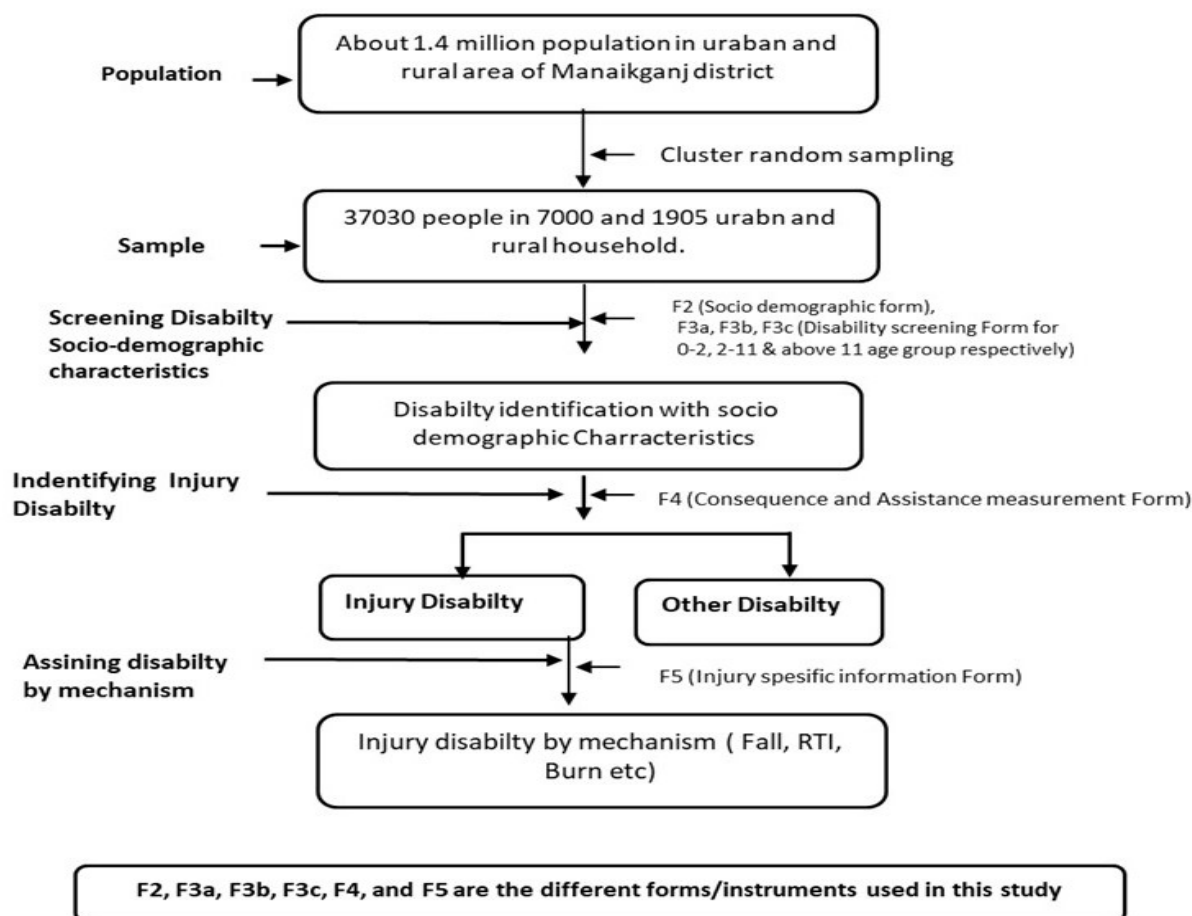 About 1.4 million population in uraban and
rural area of Manaikganj district
Population
Cluster random sampling
37030 people in 7000 and 1905 urabn and
rural household.
Sample
F2 (Socio demographic form),
F3a, F3b, F3c (Disability screening Form for
0-2, 2-11 & above 11 age group respectively)
Screening Disabilty
Socio-demographic
characteristics
Disabilty identification with socio
demographic Charracteristics
Indentifying Injury
Disabilty
F4 (Consequence and Assistance measurement Form)
Injury Disabilty
Other Disabilty
Assining disabilty
by mechanism
F5 (Injury spesific information Form)
Injury disabilty by mechanism ( Fall, RTI,
Burn etc)
F2, F3a, F3b, F3c, F4, and F5 are the different forms/instruments used in this study